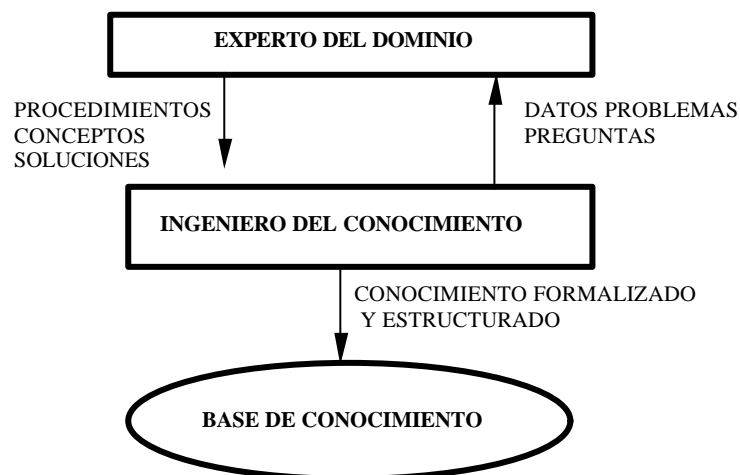 EXPERTO DEL DOMINIO
PROCEDIMIENTOS
CONCEPTOS
SOLUCIONES
DATOS PROBLEMAS
PREGUNTAS
INGENIERO DEL CONOCIMIENTO
CONOCIMIENTO FORMALIZADO
Y ESTRUCTURADO
BASE DE CONOCIMIENTO